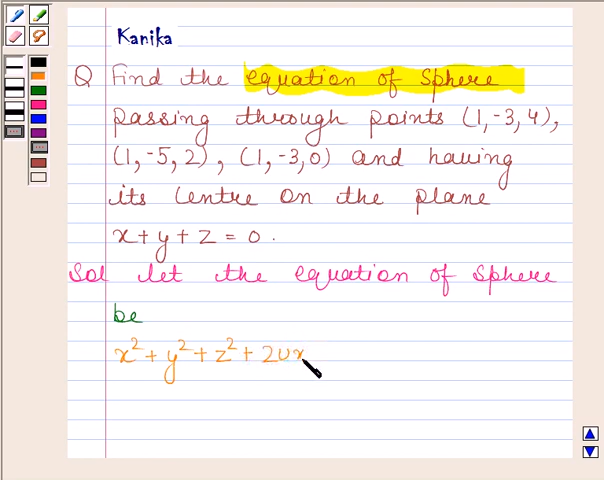 Kanika
Q Find the equation of Sphere
passing through points (1,-3,4),
(1,-5,2), (1,-3,0) and having
its centre on the plane
x+y+z=0.
Sol let the equation of Sphere
be
x²+y²+z²+2ux